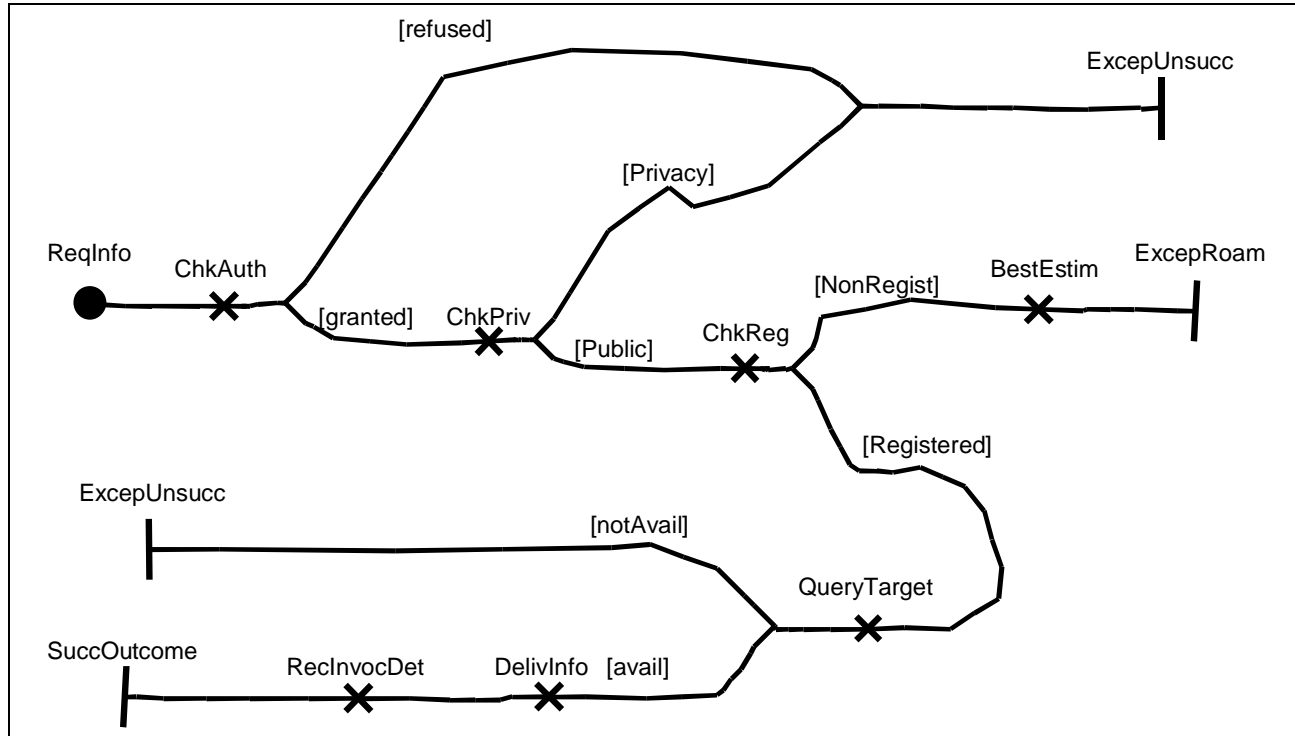 [refused]
ExcepUnsucc
[Privacy]
ReqInfo
ChkAuth
ExcepRoam
BestEstim
[NonRegist]
[granted]
ChkPriv
[Public]
ChkReg
[Registered]
ExcepUnsucc
[notAvail]
QueryTarget
SuccOutcome
RecInvocDet
DelivInfo
[avail]